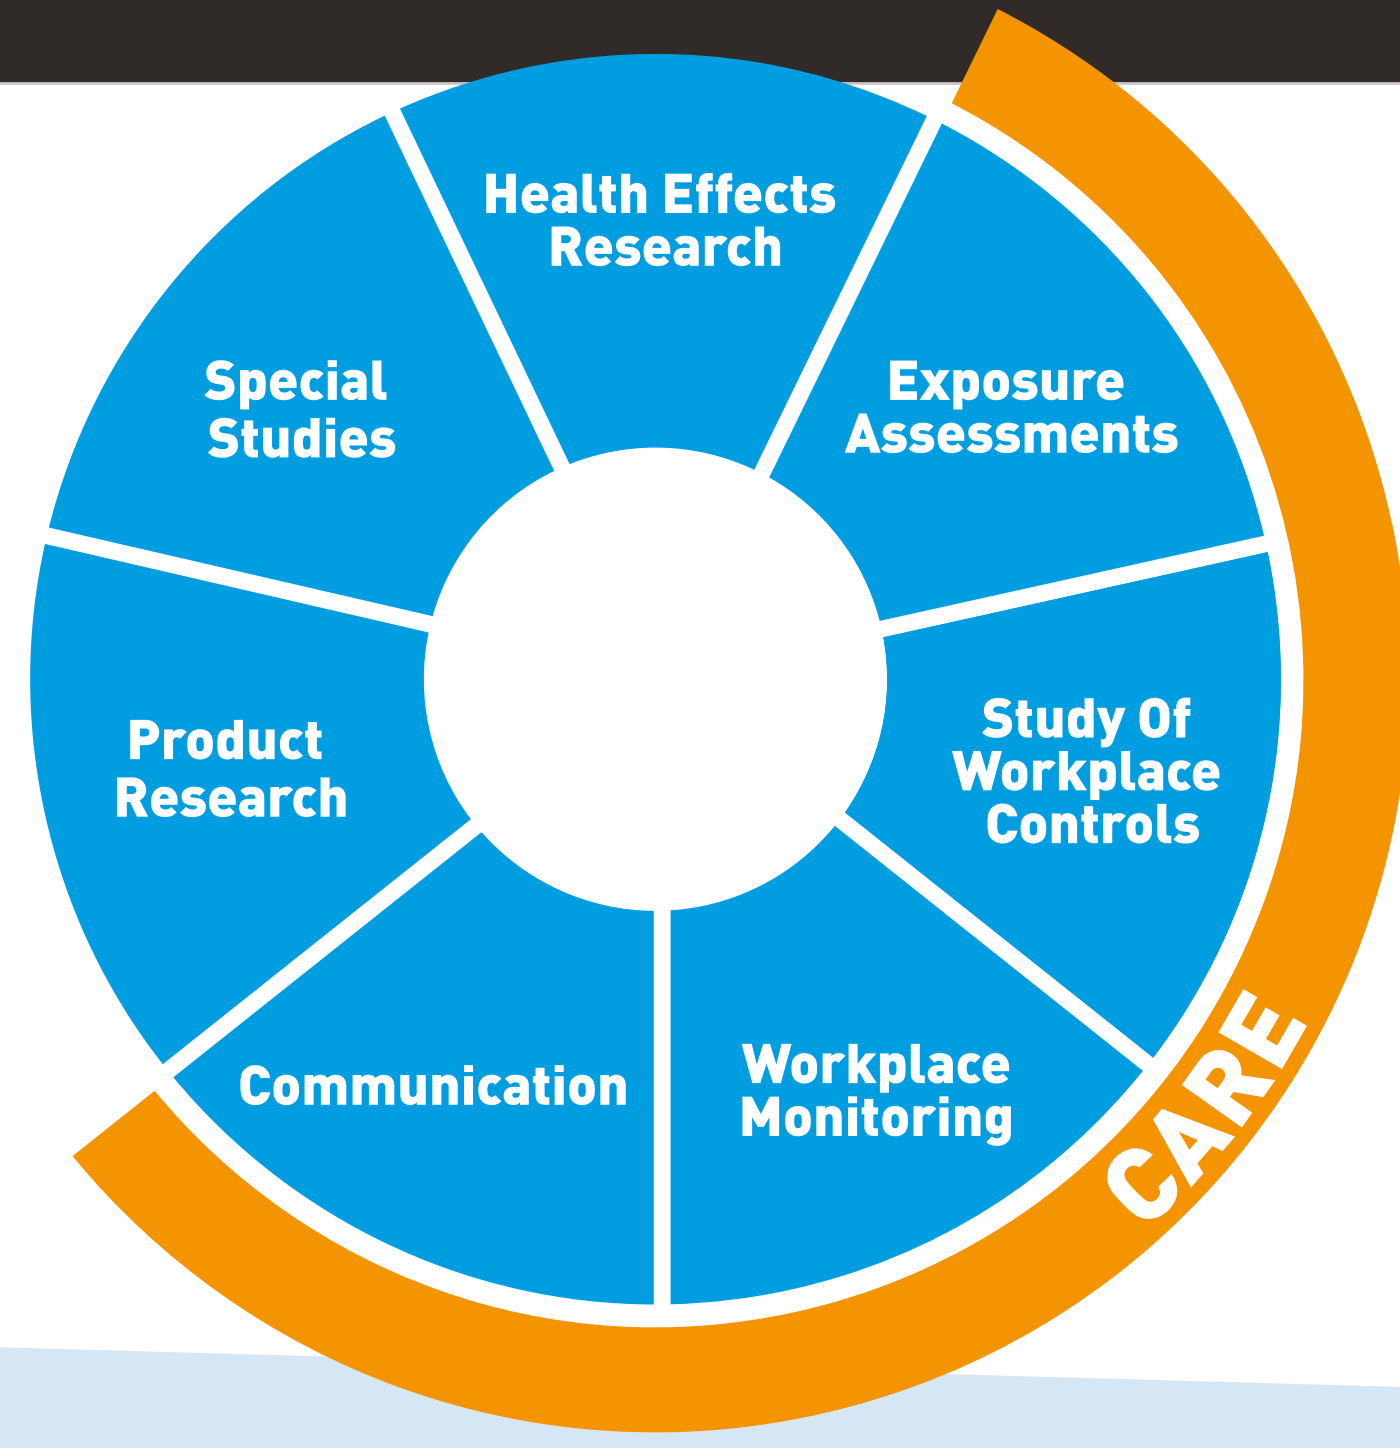 Health Effects
Research
Exposure
Assessments
Study Of
Workplace
Controls
Workplace
Monitoring
Communication
Product
Research
Special
Studies
CARE